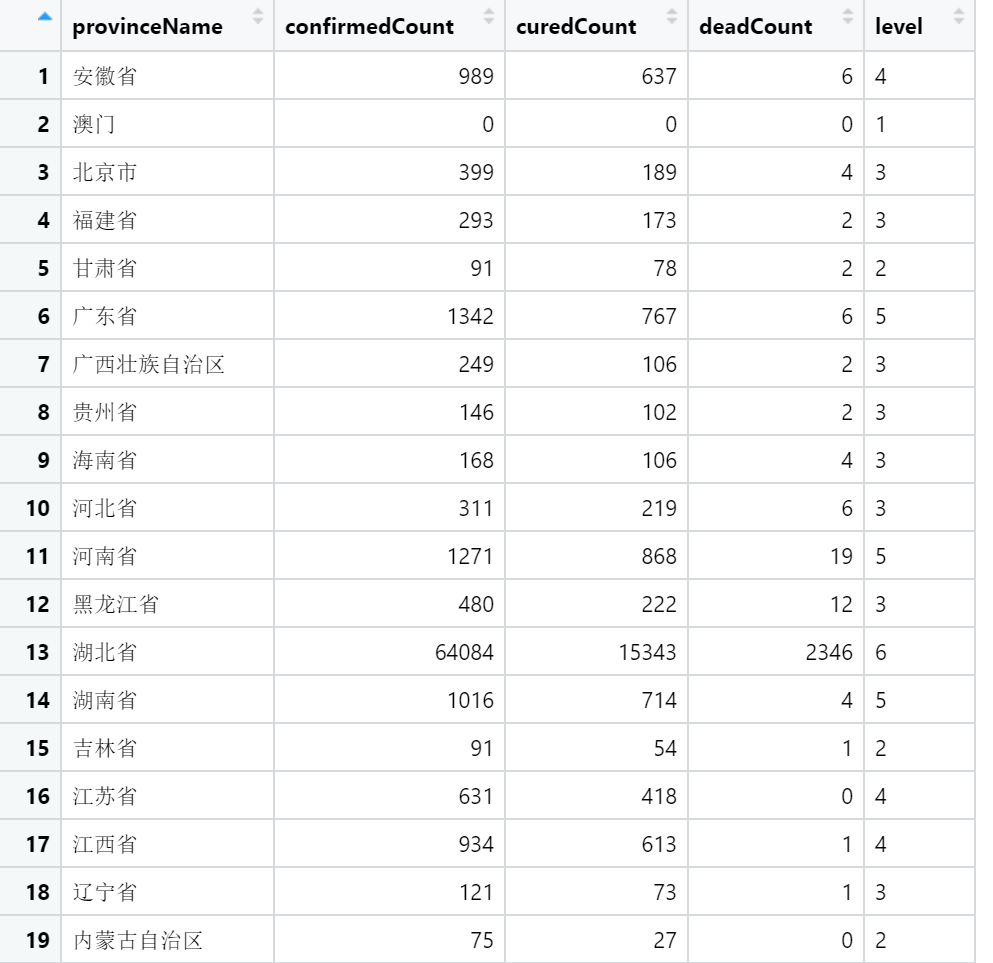 provinceName confirmedCount curedCount deadCount level
1 安徽省 989 637 6 4
2 澳门 0 0 0 1
3 北京市 399 189 4 3
4 福建省 293 173 2 3
5 甘肃省 91 78 2 2
6 广东省 1342 767 6 5
7 广西壮族自治区 249 106 2 3
8 贵州省 146 102 2 3
9 海南省 168 106 4 3
10 河北省 311 219 6 3
11 河南省 1271 868 19 5
12 黑龙江省 480 222 12 3
13 湖北省 64084 15343 2346 6
14 湖南省 1016 714 4 5
15 吉林省 91 54 1 2
16 江苏省 631 418 0 4
17 江西省 934 613 1 4
18 辽宁省 121 73 1 3
19 内蒙古自治区 75 27 0 2